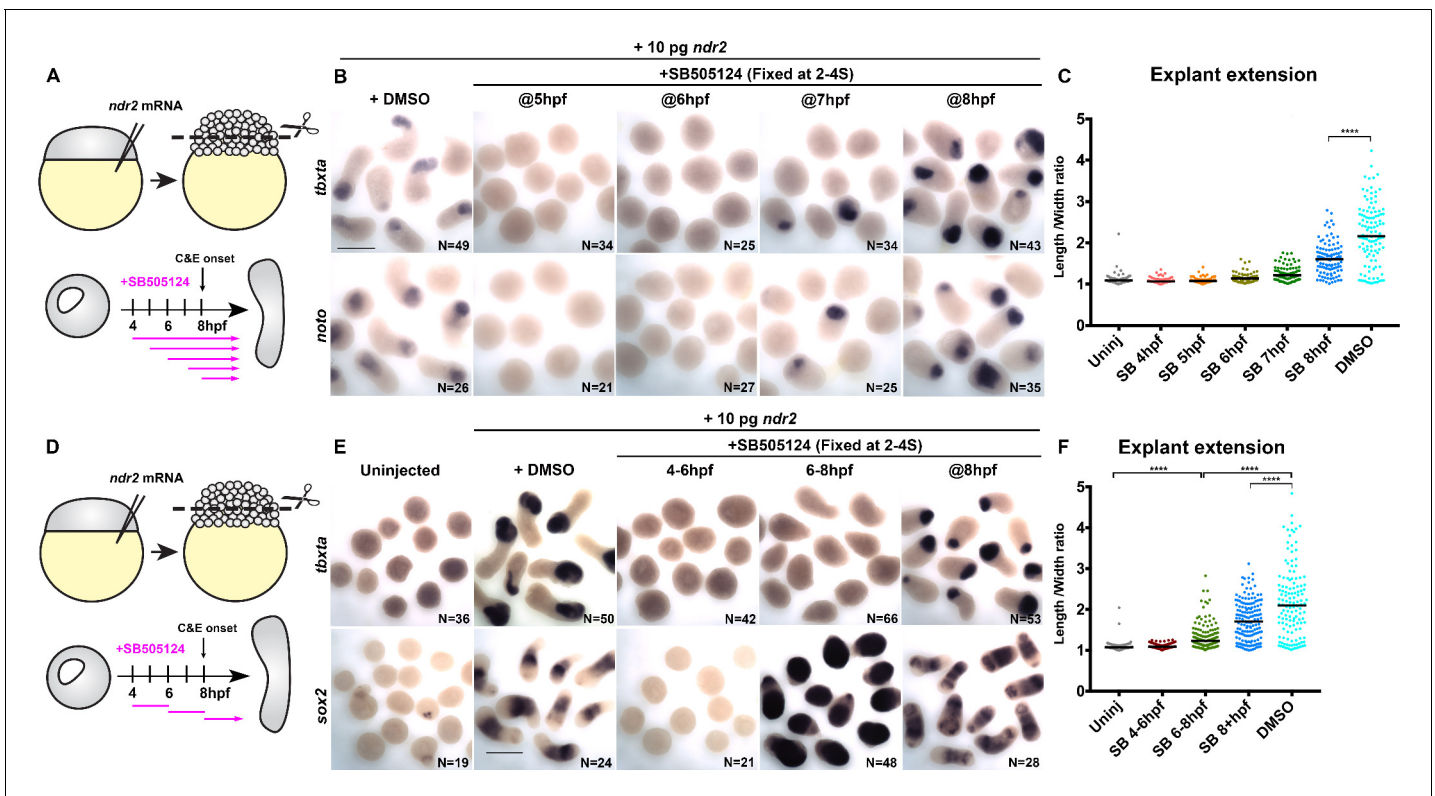 A
ndr2 mRNA
C&E onset
+SB505124
4 6 8hpf
B
+ 10 pg ndr2
+SB505124 (Fixed at 2-4S)
+ DMSO @5hpf @6hpf @7hpf @8hpf
tbxta
N=49 N=34 N=25 N=34 N=43
noto
N=26 N=21 N=27 N=25 N=35
C
Explant extension
Length /Width ratio
5
4
3
2
1
0
****
Uninj SB 4hpf SB 5hpf SB 6hpf SB 7hpf SB 8hpf DMSO
D
ndr2 mRNA
C&E onset
+SB505124
4 6 8hpf
E
+ 10 pg ndr2
+SB505124 (Fixed at 2-4S)
Uninjected + DMSO 4-6hpf 6-8hpf @8hpf
tbxta
N=36 N=50 N=42 N=66 N=53
sox2
N=19 N=24 N=21 N=48 N=28
F
Explant extension
**** ****
****
Length /Width ratio
5
4
3
2
1
0
Uninj SB 4-6hpf SB 6-8hpf SB 8+hpf DMSO